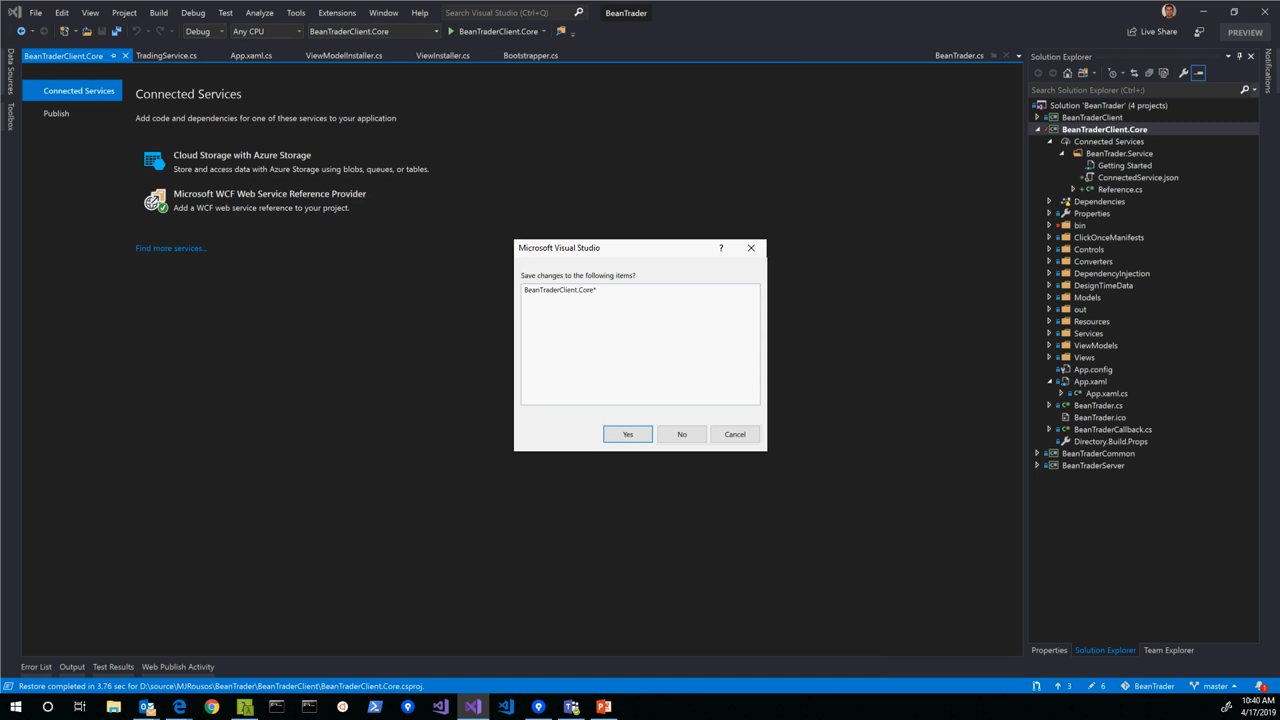 File Edit View Project Build Debug Test Analyze Tools Extensions Window Help Search Visual Studio (Ctrl+Q) BeanTrader
Debug Any CPU BeanTraderClient.Core BeanTraderClient.Core Live Share PREVIEW
BeanTraderClient.Core TradingService.cs App.xaml.cs ViewModelInstaller.cs ViewInstaller.cs Bootstrapper.cs BeanTrader.cs
Data Sources
Toolbox
Connected Services
Publish
Connected Services
Add code and dependencies for one of these services to your application
Cloud Storage with Azure Storage
Store and access data with Azure Storage using blobs, queues, or tables.
Microsoft WCF Web Service Reference Provider
Add a WCF web service reference to your project.
Find more services...
Microsoft Visual Studio ?
Save changes to the following items?
BeanTraderClient.Core*
Yes No Cancel
Solution Explorer
Search Solution Explorer (Ctrl+;)
Solution 'BeanTrader' (4 projects)
BeanTraderClient
BeanTraderClient.Core
Connected Services
BeanTrader.Service
Getting Started
ConnectedService.json
Reference.cs
Dependencies
Properties
bin
ClickOnceManifests
Controls
Converters
DependencyInjection
DesignTimeData
Models
out
Resources
Services
ViewModels
Views
App.config
App.xaml
App.xaml.cs
BeanTrader.cs
BeanTrader.ico
BeanTraderCallback.cs
Directory.Build.Props
BeanTraderCommon
BeanTraderServer
Notifications
Properties Solution Explorer Team Explorer
Error List Output Test Results Web Publish Activity
Restore completed in 3.76 sec for D:\source\MJRousos\BeanTrader\BeanTraderClient\BeanTraderClient.Core.csproj. 3 6 BeanTrader master 1
10:40 AM
4/17/2019